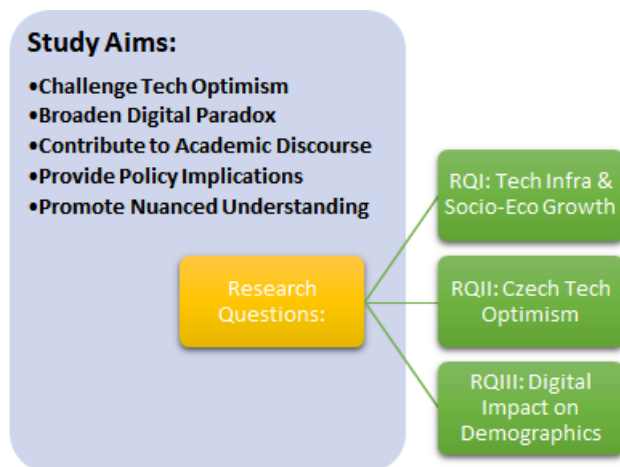 Study Aims:
•Challenge Tech Optimism
•Broaden Digital Paradox
•Contribute to Academic Discourse
•Provide Policy Implications
•Promote Nuanced Understanding
Research
Questions:
RQI: Tech Infra &
Socio-Eco Growth
RQII: Czech Tech
Optimism
RQIII: Digital
Impact on
Demographics